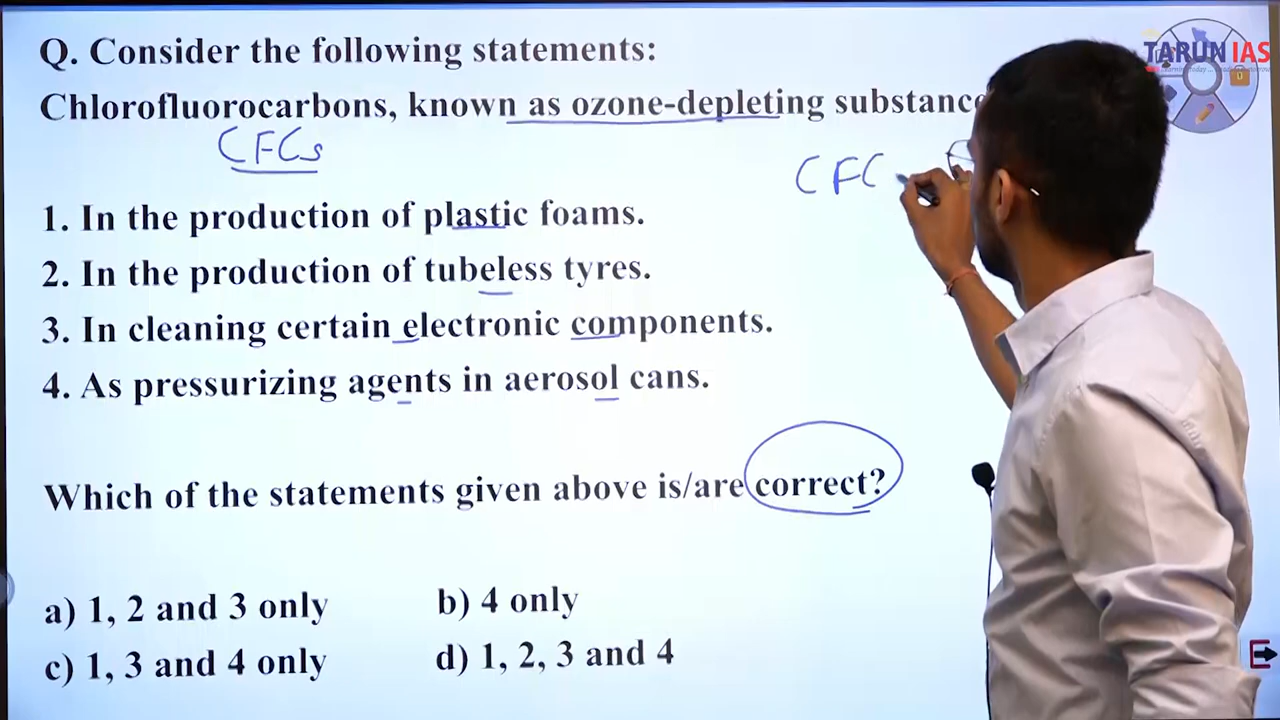 Q. Consider the following statements:
Chlorofluorocarbons, known as ozone-depleting
CFCs
CFC
1. In the production of plastic foams.
2. In the production of tubeless tyres.
3. In cleaning certain electronic components.
4. As pressurizing agents in aerosol cans.
Which of the statements given above is/are correct?
a) 1, 2 and 3 only
b) 4 only
c) 1, 3 and 4 only
d) 1, 2, 3 and 4
TARUN IAS